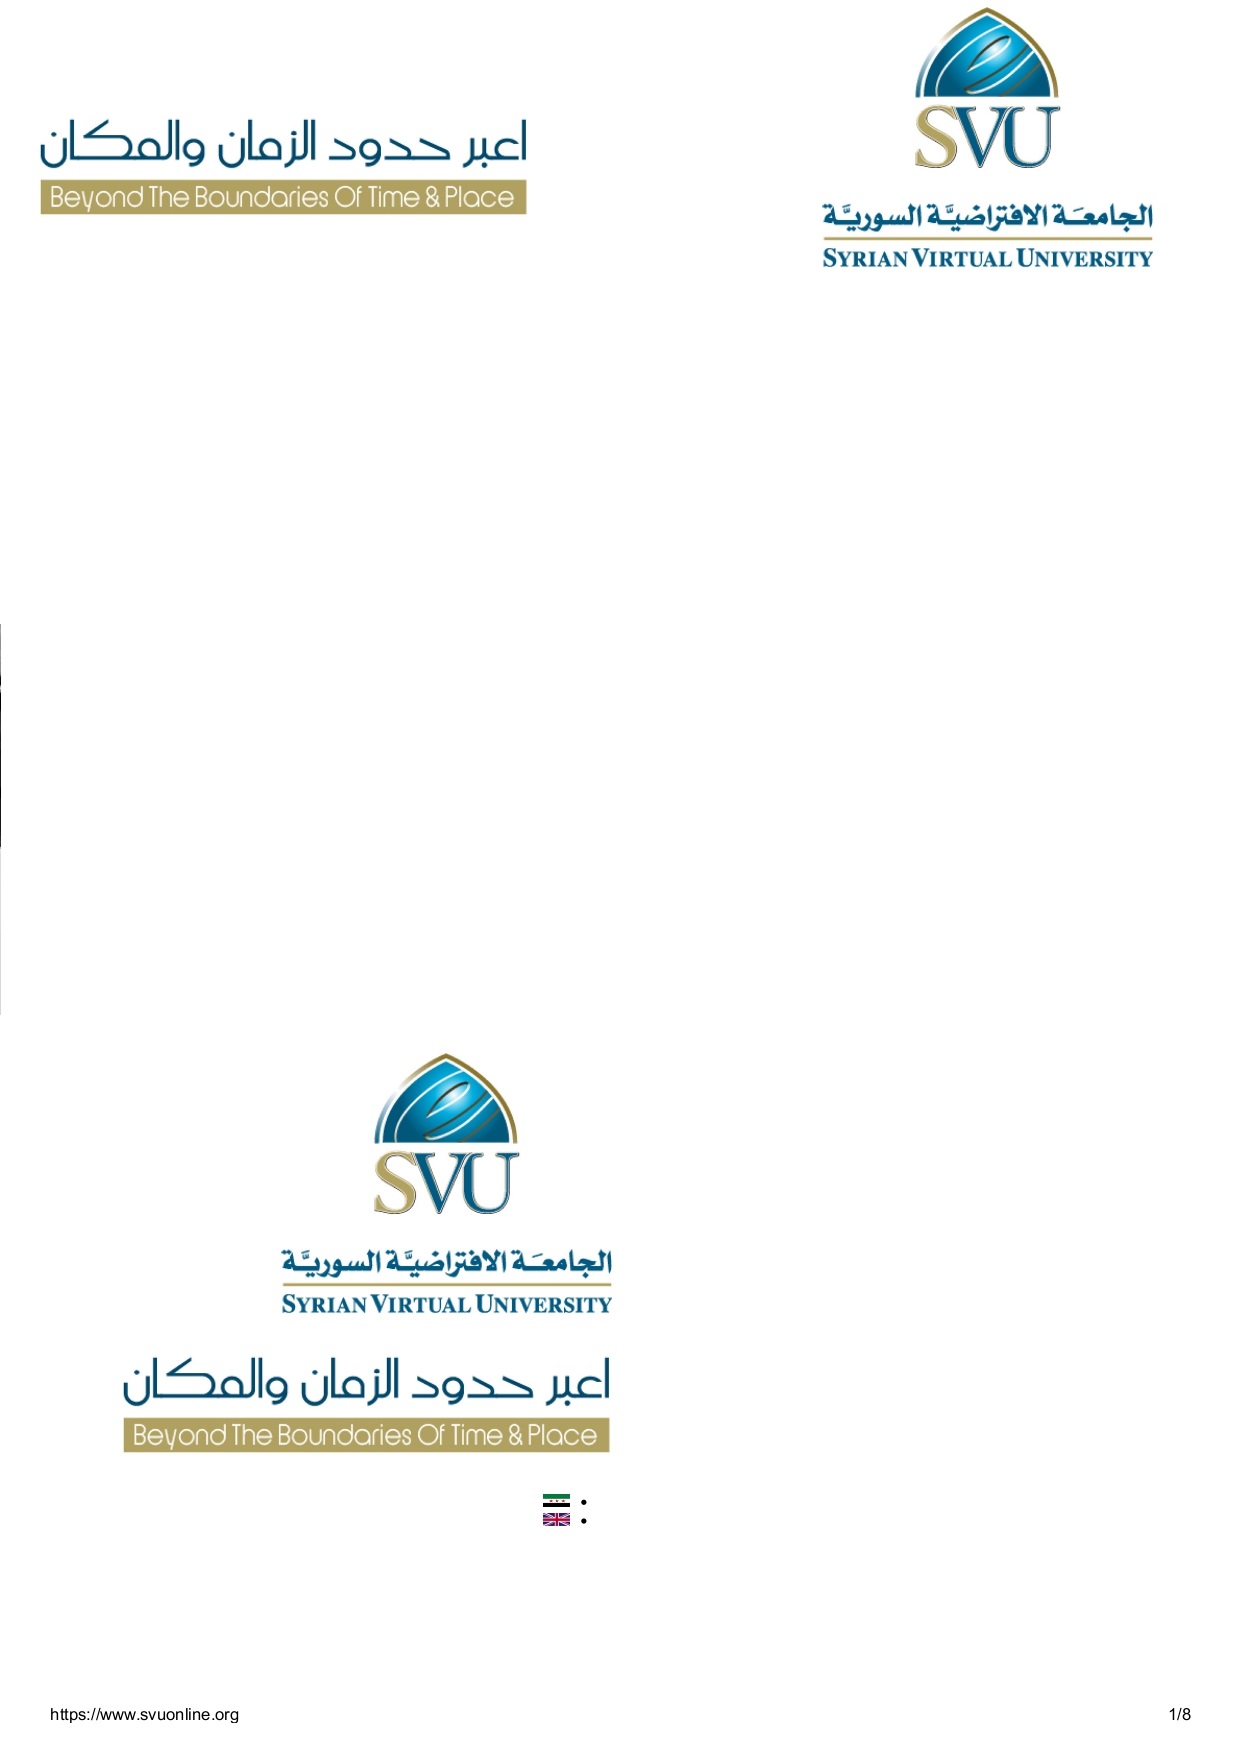 SVU
الجامعة الافتراضيَّة السوريَّة
SYRIAN VIRTUAL UNIVERSITY
اعبر حدود الزمان والمكان
Beyond The Boundaries Of Time & Place
SVU
الجامعة الافتراضيَّة السوريَّة
SYRIAN VIRTUAL UNIVERSITY
اعبر حدود الزمان والمكان
Beyond The Boundaries Of Time & Place
https://www.svuonline.org
1/8